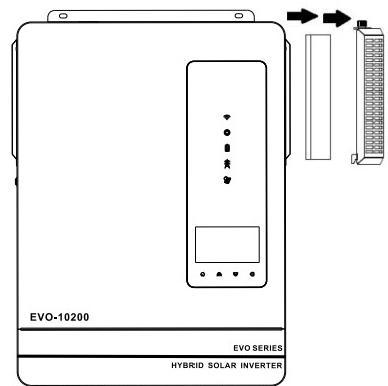 EVO-10200
EVO SERIES
HYBRID SOLAR INVERTER